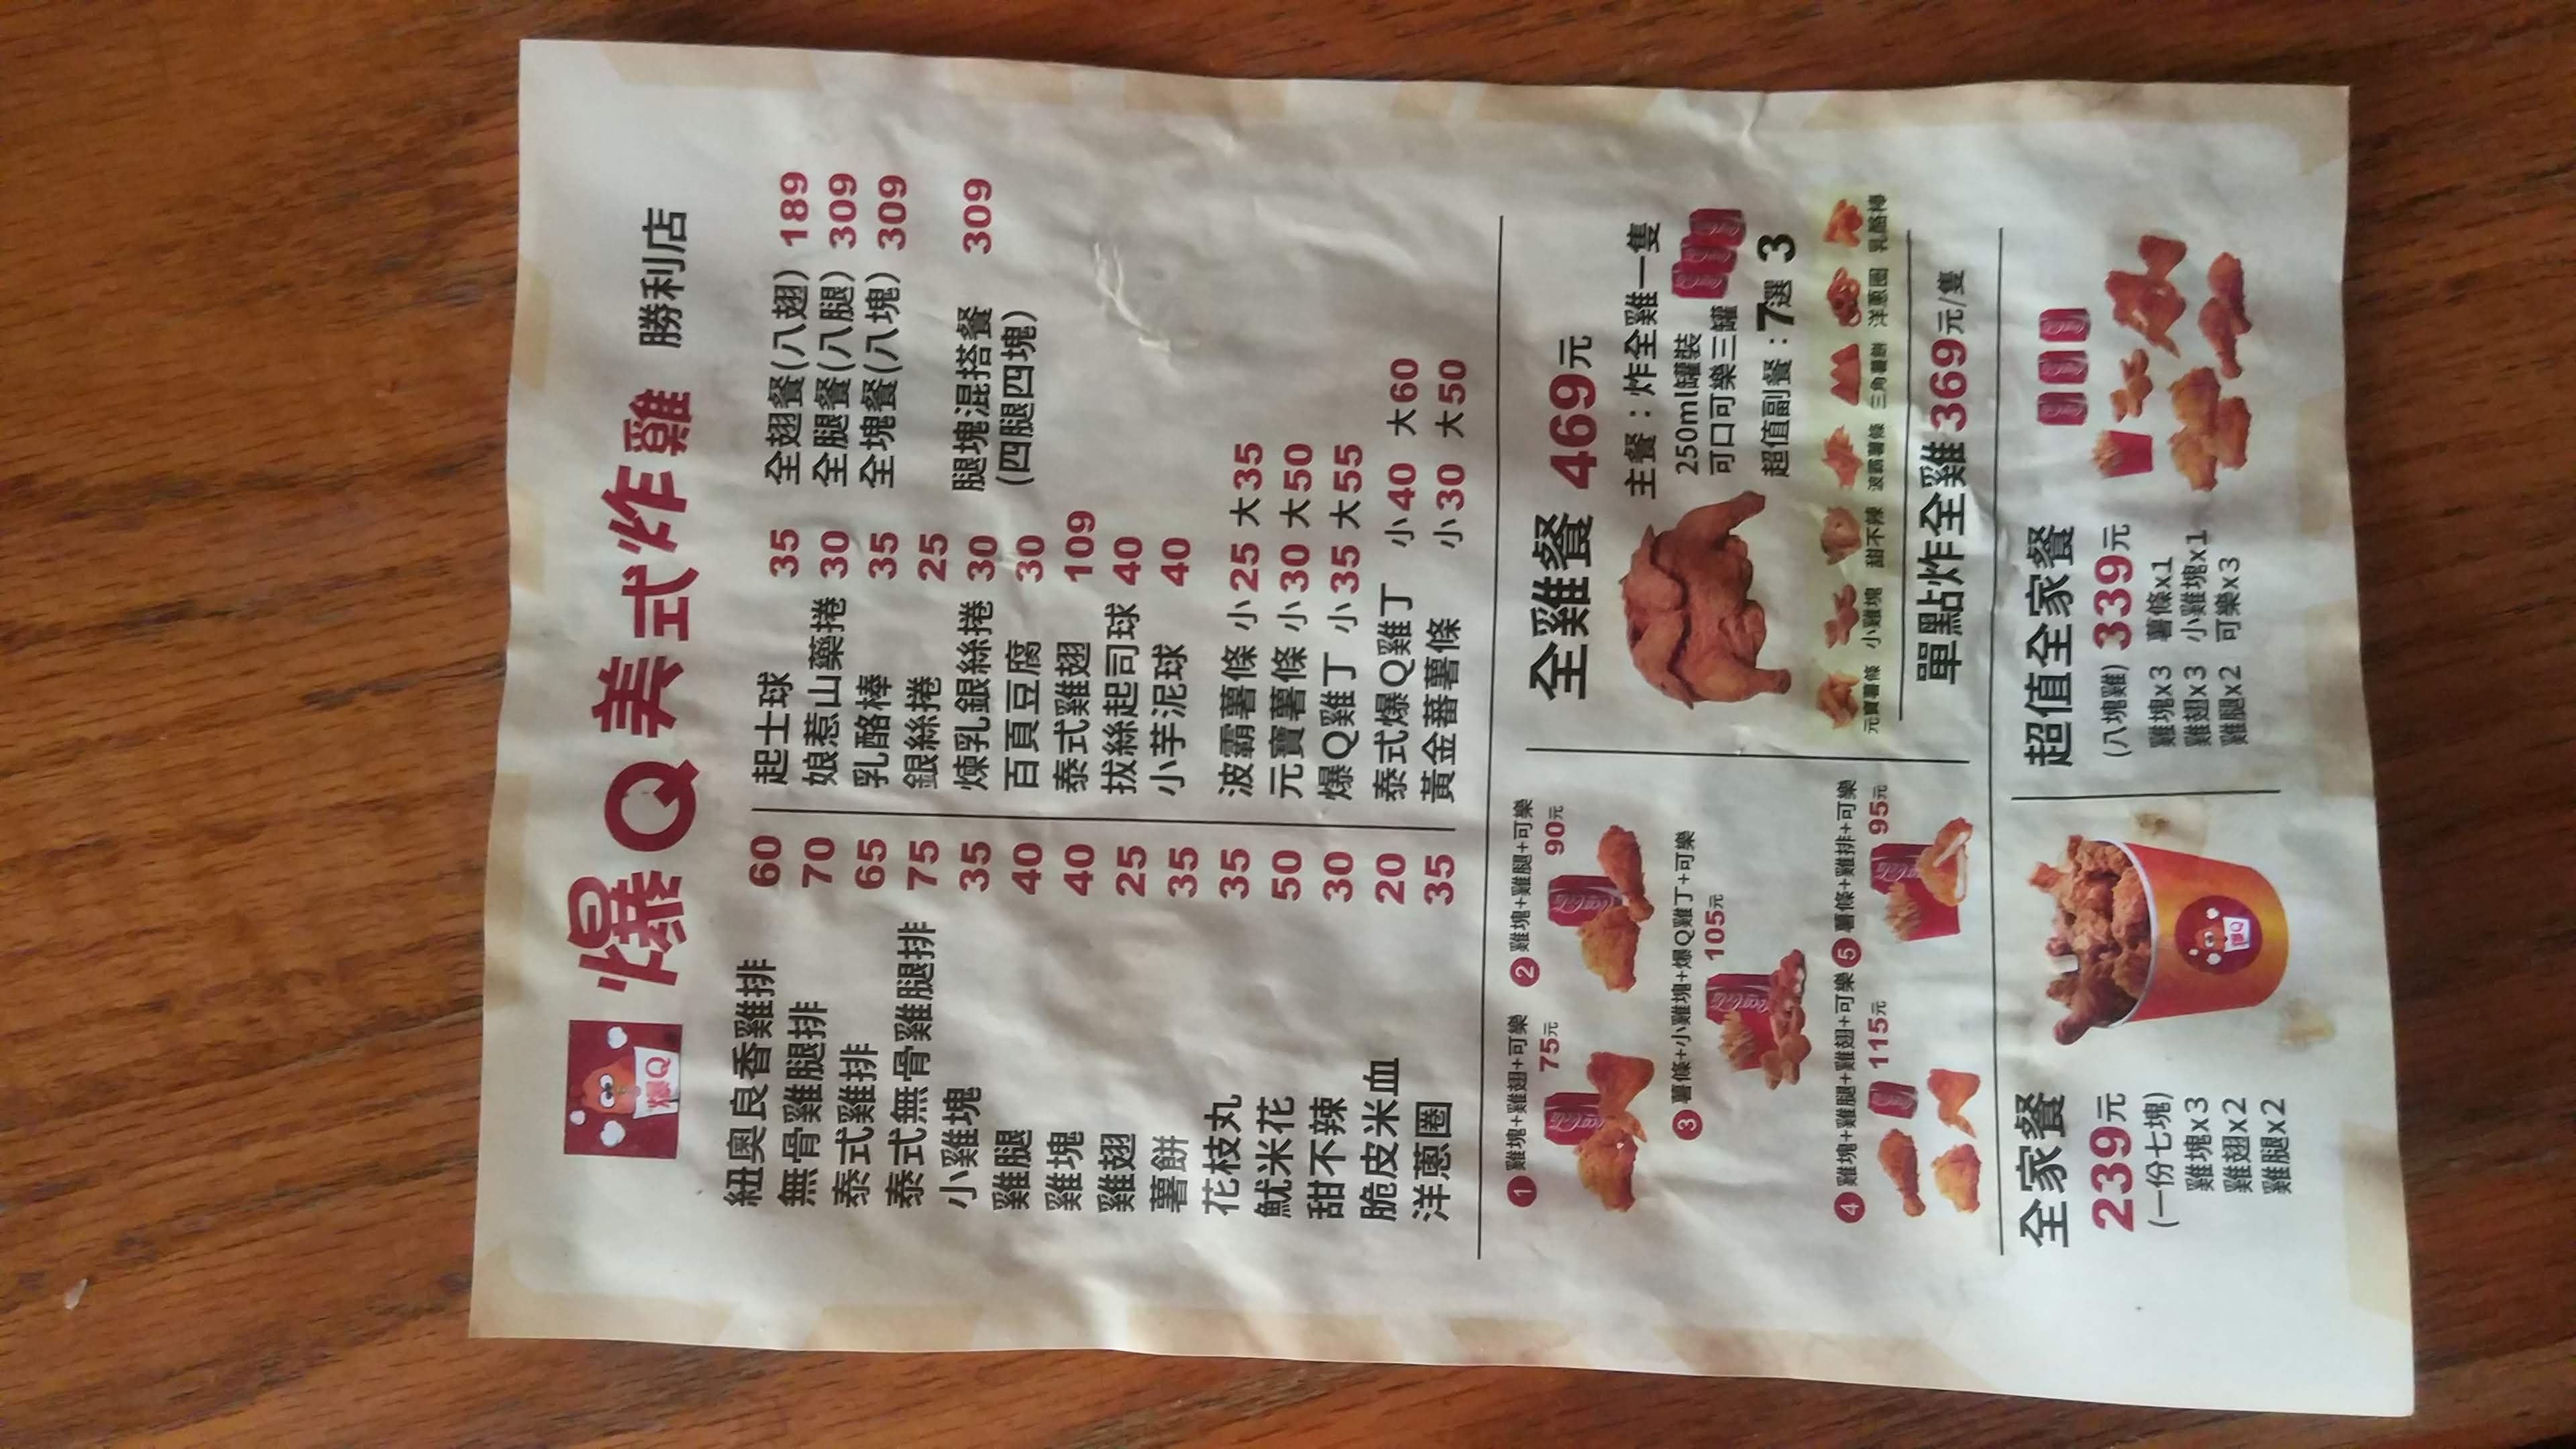 爆Q
爆Q美式炸雞 勝利店
紐奧良香雞排 60
無骨雞腿排 70
泰式雞排 65
泰式無骨雞腿排 75
小雞塊 35
雞腿 40
雞塊 40
雞翅 25
薯餅 35
花枝丸 35
魷米花 50
甜不辣 30
脆皮米血 20
洋蔥圈 35
起士球 35
娘惹山藥捲 30
乳酪棒 35
銀絲捲 25
煉乳銀絲捲 30
百頁豆腐 30
泰式雞翅 109
拔絲起司球 40
小芋泥球 40
波霸薯條 小25 大35
元寶薯條 小30 大50
爆Q雞丁 小35 大55
泰式爆Q雞丁 小40 大60
黃金蕃薯條 小30 大50
全翅餐(八翅) 189
全腿餐(八腿) 309
全塊餐(八塊) 309
腿塊混搭餐 309
(四腿四塊)
1 雞塊+雞翅+可樂
75元
2 雞塊+雞腿+可樂
90元
3 薯條+小雞塊+爆Q雞丁+可樂
105元
4 雞塊+雞腿+雞翅+可樂
115元
5 薯條+雞排+可樂
95元
全雞餐 469元
主餐：炸全雞一隻
250ml罐裝
可口可樂三罐
超值副餐：7選3
元寶薯條 小雞塊 甜不辣 波霸薯條 三角薯餅 洋蔥圈 乳酪棒
單點炸全雞369元/隻
全家餐
239元
(一份七塊)
雞塊x3
雞翅x2
雞腿x2
爆Q
超值全家餐
(八塊雞) 339元
雞塊x3 薯條x1
雞翅x3 小雞塊x1
雞腿x2 可樂x3